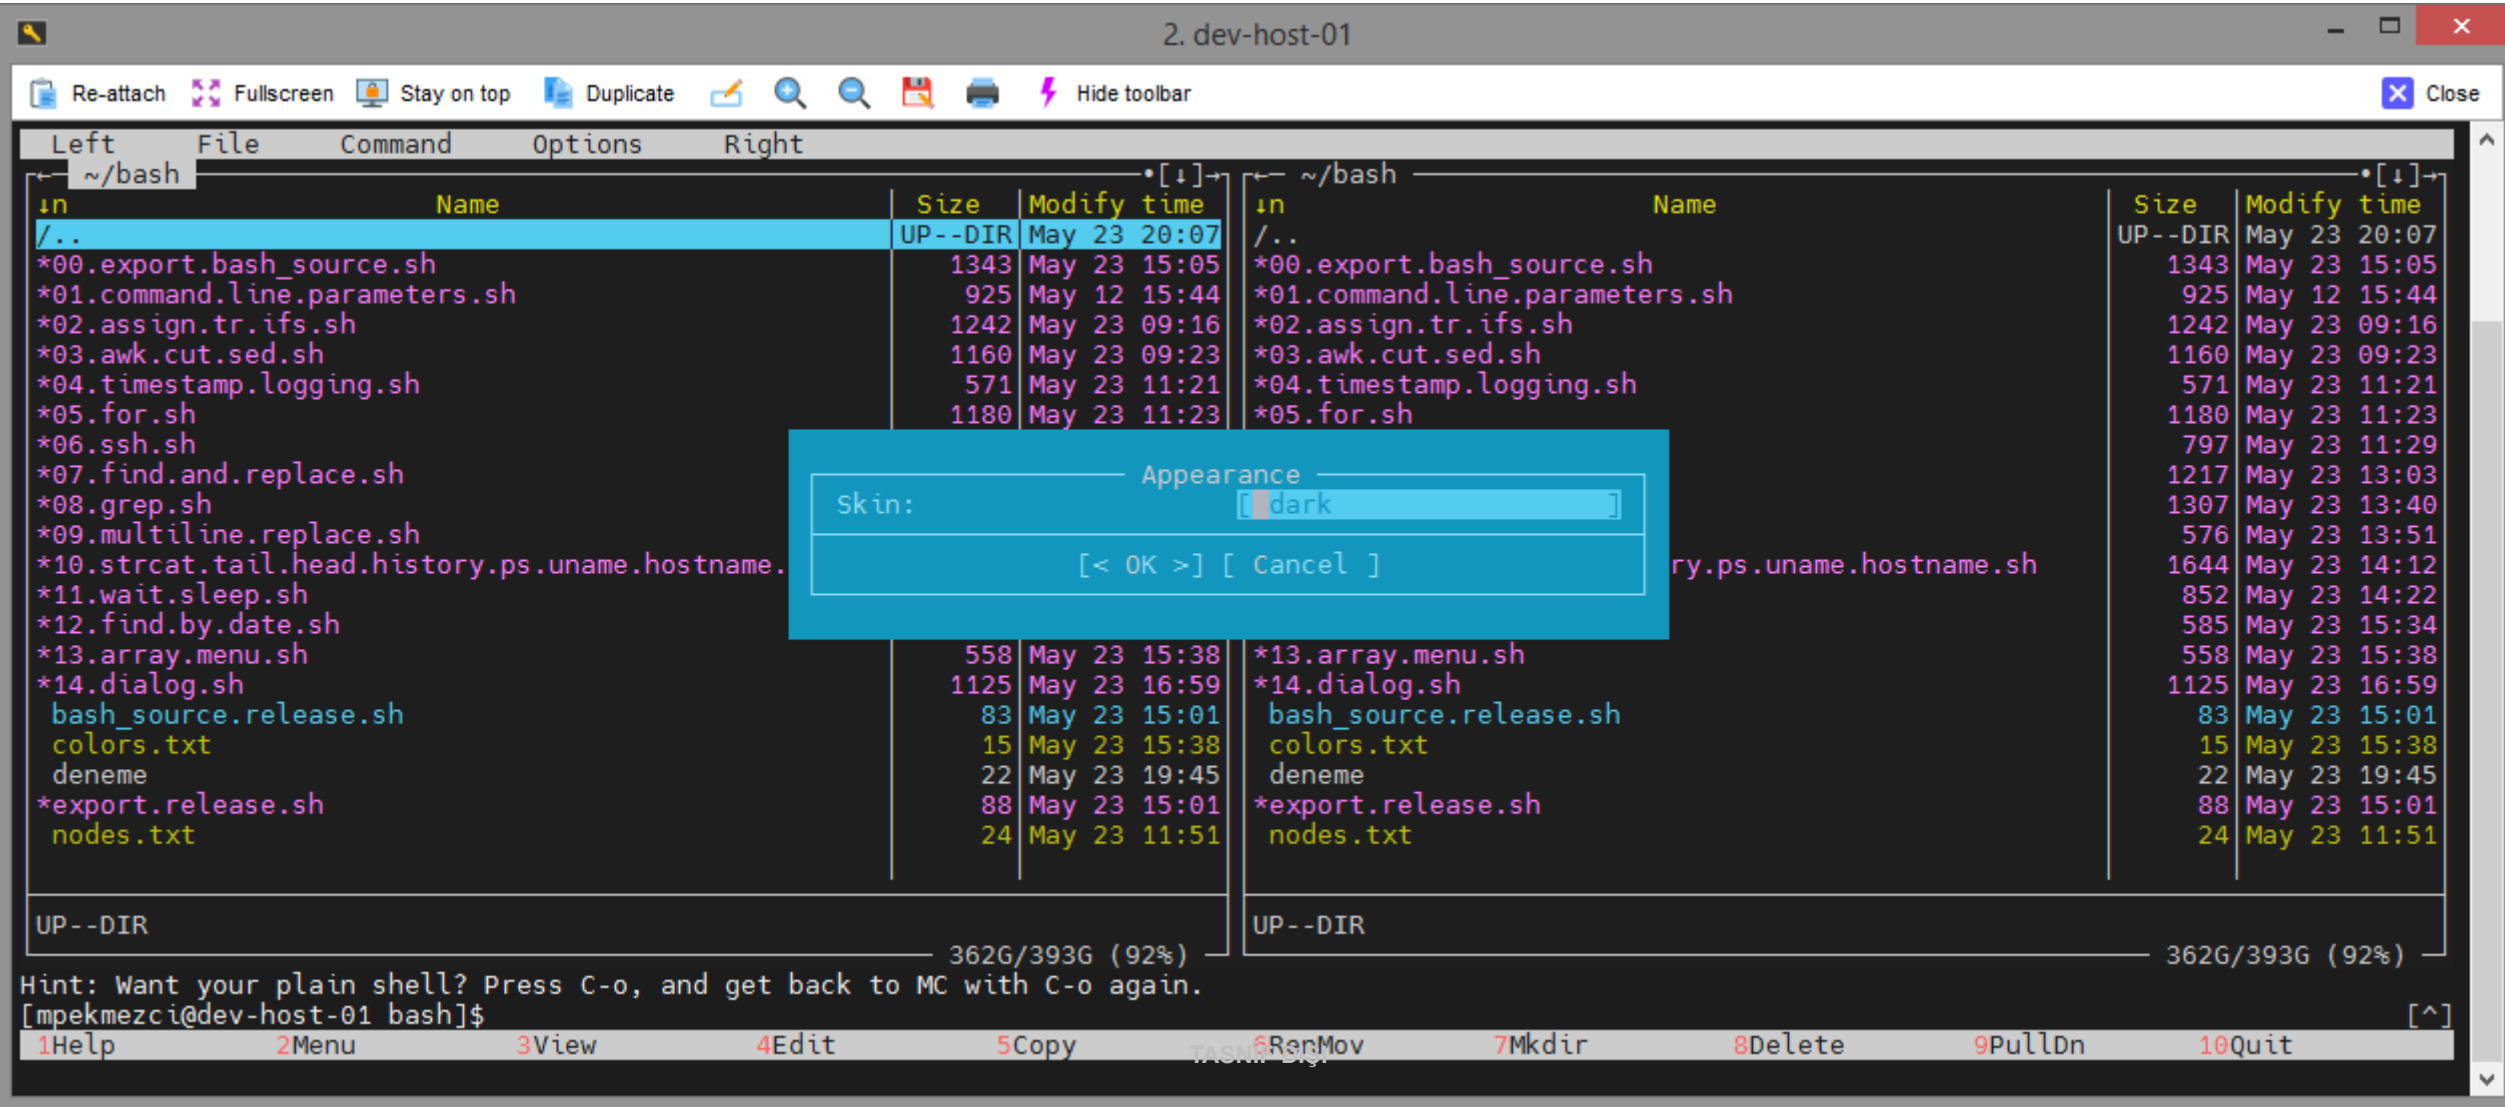 2. dev-host-01
Re-attach Fullscreen Stay on top Duplicate Hide toolbar Close
Left File Command Options Right
~/bash •[↓] ~/bash •[↓]
↓n Name Size Modify time ↓n Name Size Modify time
/.. UP--DIR May 23 20:07 /.. UP--DIR May 23 20:07
*00.export.bash_source.sh 1343 May 23 15:05 *00.export.bash_source.sh 1343 May 23 15:05
*01.command.line.parameters.sh 925 May 12 15:44 *01.command.line.parameters.sh 925 May 12 15:44
*02.assign.tr.ifs.sh 1242 May 23 09:16 *02.assign.tr.ifs.sh 1242 May 23 09:16
*03.awk.cut.sed.sh 1160 May 23 09:23 *03.awk.cut.sed.sh 1160 May 23 09:23
*04.timestamp.logging.sh 571 May 23 11:21 *04.timestamp.logging.sh 571 May 23 11:21
*05.for.sh 1180 May 23 11:23 *05.for.sh 1180 May 23 11:23
*06.ssh.sh 797 May 23 11:29
*07.find.and.replace.sh Appearance 1217 May 23 13:03
*08.grep.sh Skin: [ dark ] 1307 May 23 13:40
*09.multiline.replace.sh 576 May 23 13:51
*10.strcat.tail.head.history.ps.uname.hostname. [< OK >] [ Cancel ] ry.ps.uname.hostname.sh 1644 May 23 14:12
*11.wait.sleep.sh 852 May 23 14:22
*12.find.by.date.sh 585 May 23 15:34
*13.array.menu.sh 558 May 23 15:38 *13.array.menu.sh 558 May 23 15:38
*14.dialog.sh 1125 May 23 16:59 *14.dialog.sh 1125 May 23 16:59
bash_source.release.sh 83 May 23 15:01 bash_source.release.sh 83 May 23 15:01
colors.txt 15 May 23 15:38 colors.txt 15 May 23 15:38
deneme 22 May 23 19:45 deneme 22 May 23 19:45
*export.release.sh 88 May 23 15:01 *export.release.sh 88 May 23 15:01
nodes.txt 24 May 23 11:51 nodes.txt 24 May 23 11:51
UP--DIR UP--DIR
362G/393G (92%) 362G/393G (92%)
Hint: Want your plain shell? Press C-o, and get back to MC with C-o again.
[mpekmezci@dev-host-01 bash]$ [^]
1Help 2Menu 3View 4Edit 5Copy 6RenMov 7Mkdir 8Delete 9PullDn 10Quit